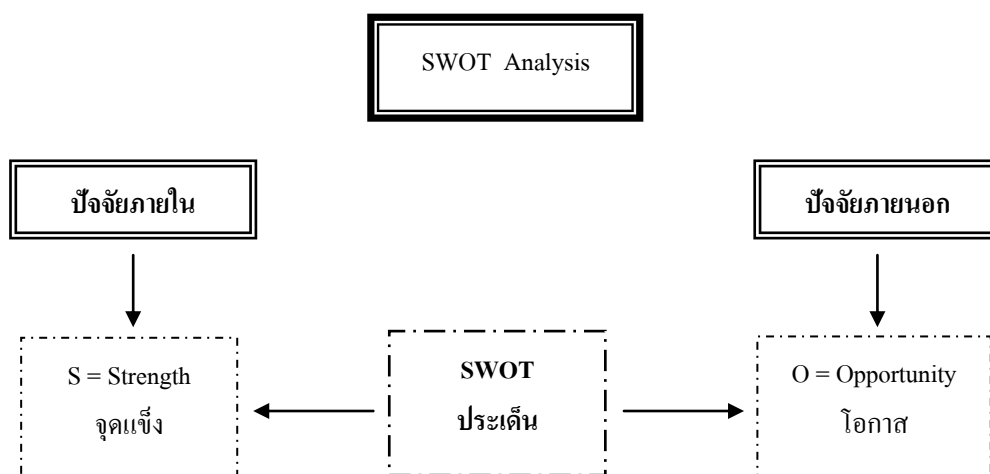 SWOT Analysis
ปัจจัยภายใน
ปัจจัยภายนอก
S = Strength
จุดแข็ง
SWOT
ประเด็น
O = Opportunity
โอกาส